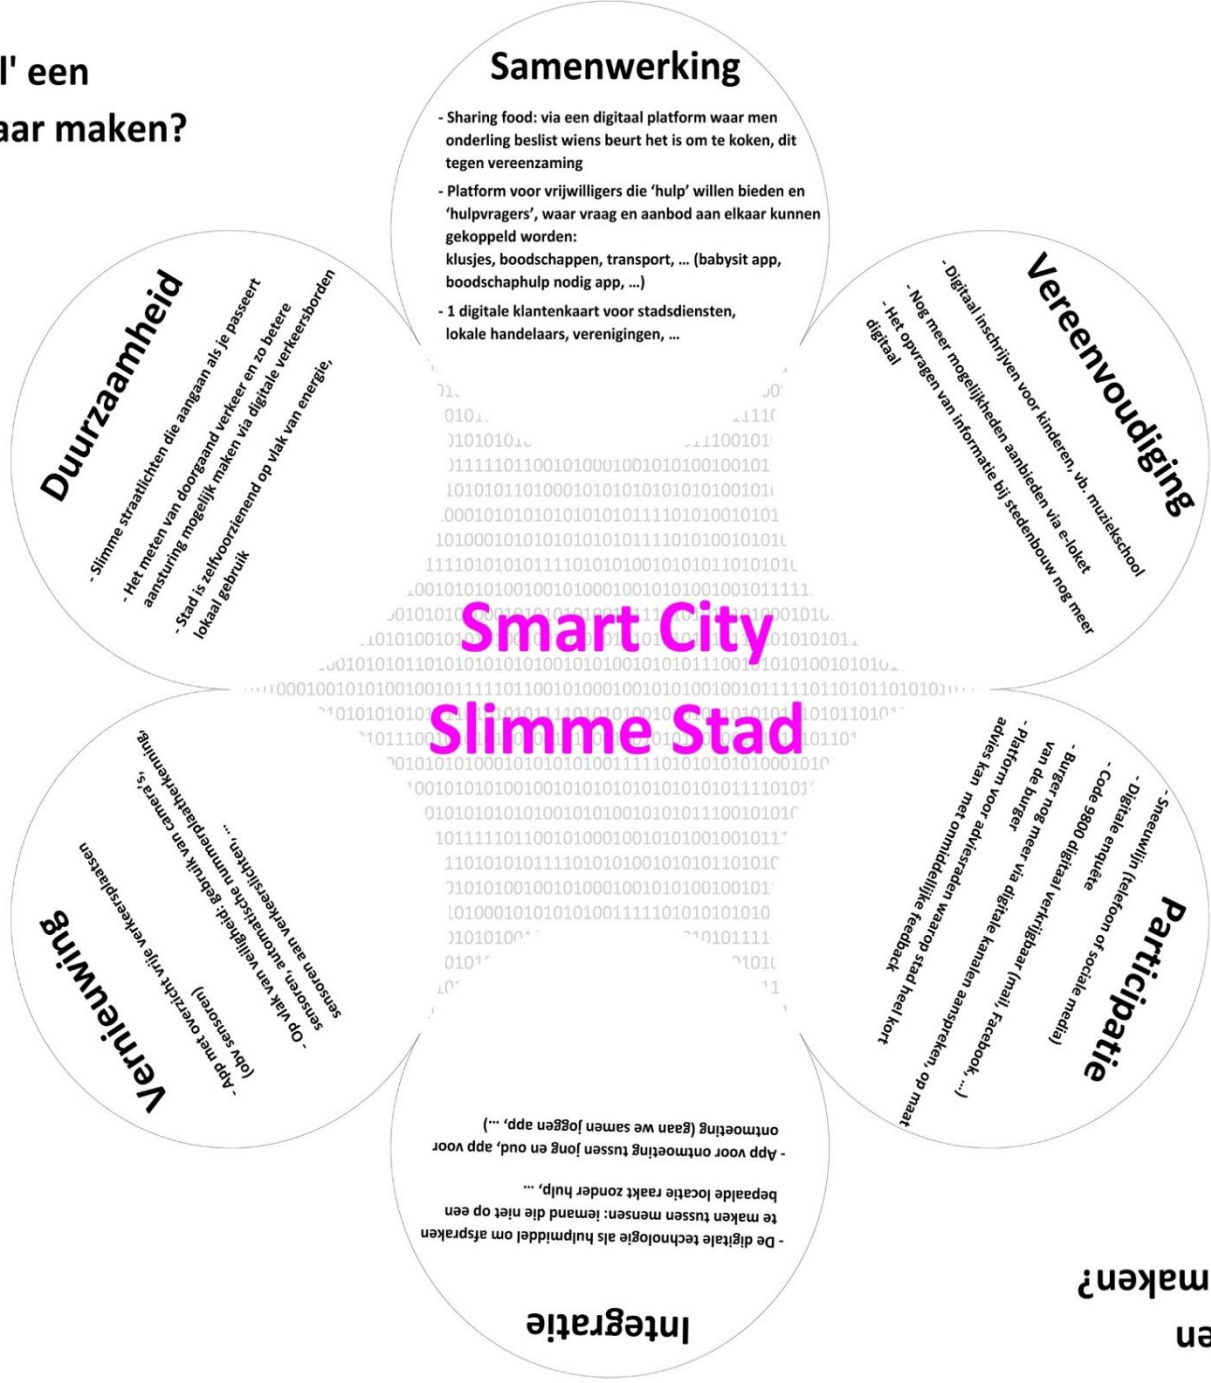 l' een
aar maken?
Samenwerking
- Sharing food: via een digitaal platform waar men
onderling beslist wiens beurt het is om te koken, dit
tegen vereenzaming
- Platform voor vrijwilligers die ‘hulp’ willen bieden en
‘hulpvragers’, waar vraag en aanbod aan elkaar kunnen
gekoppeld worden:
klusjes, boodschappen, transport, ... (babysit app,
boodschaphulp nodig app, ...)
- 1 digitale klantenkaart voor stadsdiensten,
lokale handelaars, verenigingen, ...
Vereenvoudiging
- Digitaal inschrijven voor kinderen, vb. muziekschool
- Nog meer mogelijkheden aanbieden via e-loket
- Het opvragen van informatie bij stedenbouw nog meer
digitaal
Participatie
- Sneeuwlijn (telefoon of sociale media)
- Digitale enquête
- Code 9800 digitaal verkrijgbaar (mail, Facebook, ...)
- Burger nog meer via digitale kanalen aanspreken, op maat
van de burger
- Platform voor adviesraden waarop stad heel kort
advies kan met onmiddellijke feedback
Integratie
- De digitale technologie als hulpmiddel om afspraken
te maken tussen mensen: iemand die niet op een
bepaalde locatie raakt zonder hulp, ...
- App voor ontmoeting tussen jong en oud, app voor
ontmoeting (gaan we samen joggen app, ...)
Vernieuwing
- App met overzicht vrije verkeersplaatsen
(obv sensoren)
- Op vlak van veiligheid: gebruik van camera's,
sensoren, automatische nummerplaatherkenning,
sensoren aan verkeerslichten, ...
Duurzaamheid
- Slimme straatlichten die aangaan als je passeert
- Het meten van doorgaand verkeer en zo betere
aansturing mogelijk maken via digitale verkeersborden
- Stad is zelfvoorzienend op vlak van energie,
lokaal gebruik
Smart City
Slimme Stad
en
maken?